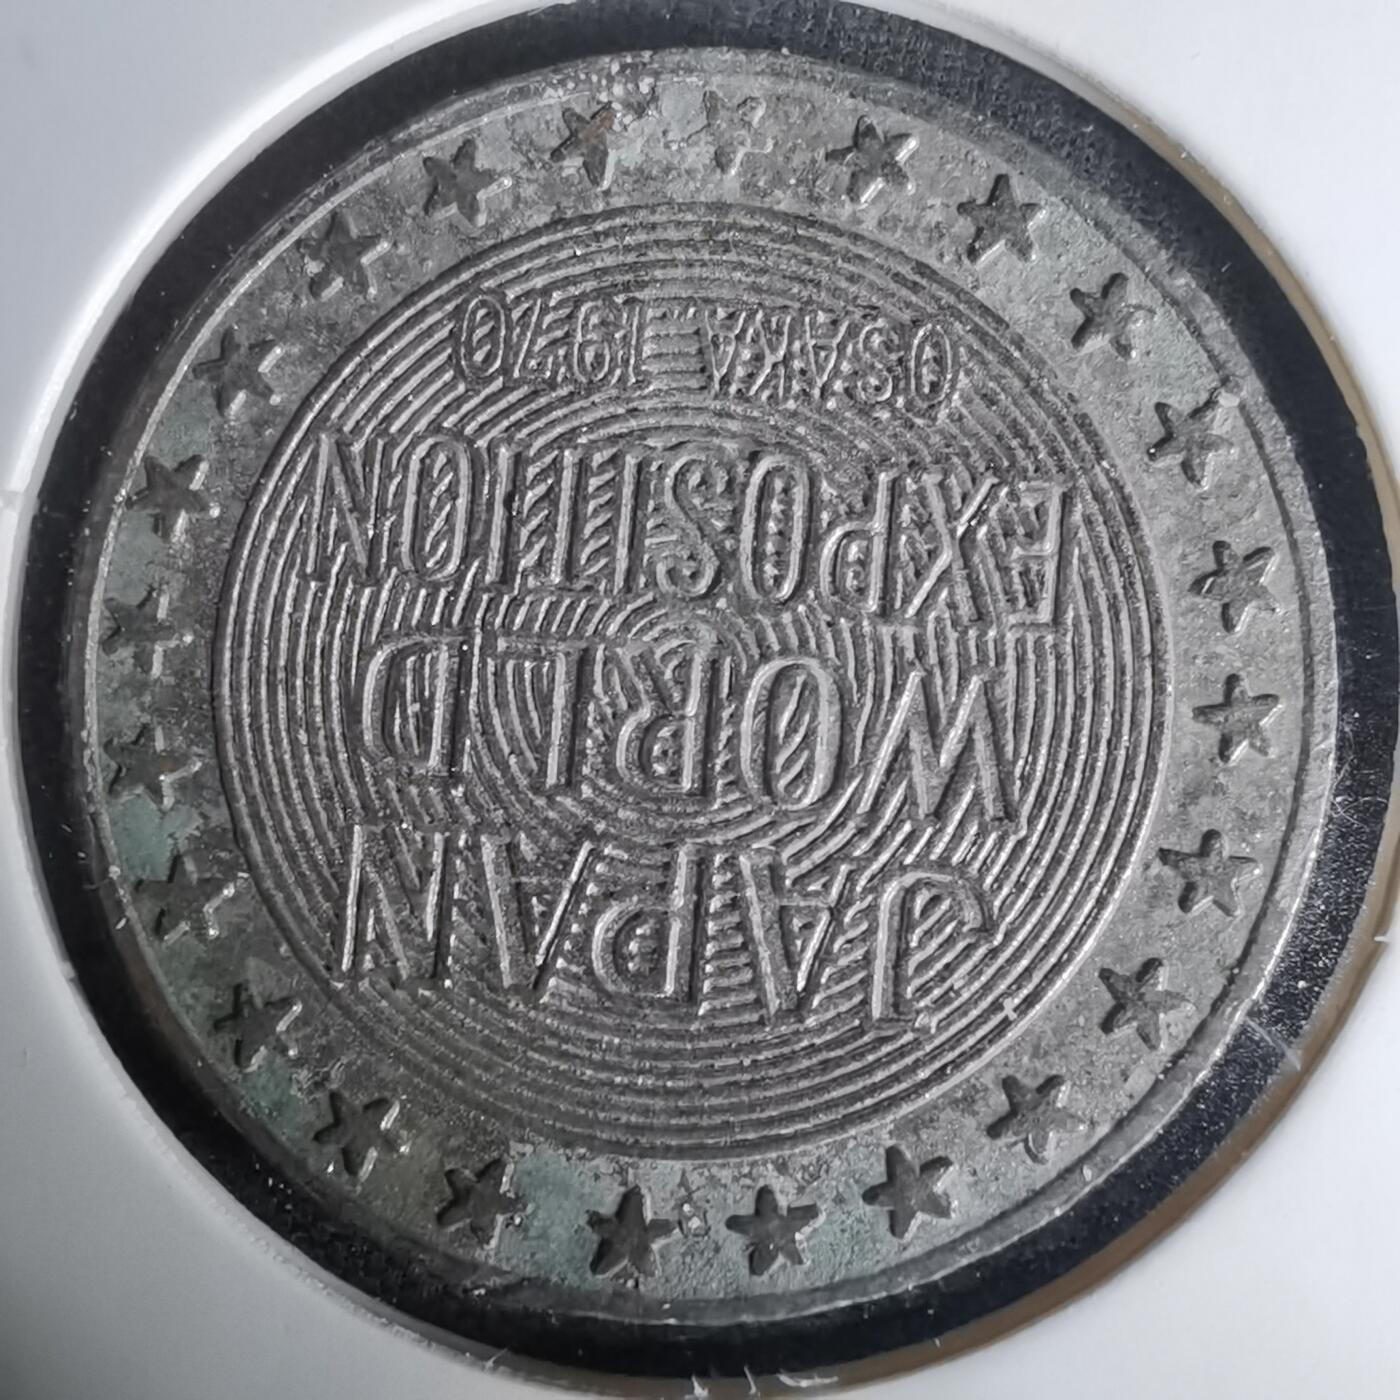 JAPAN
WORLD
EXPOSITION
OSAKA 1970